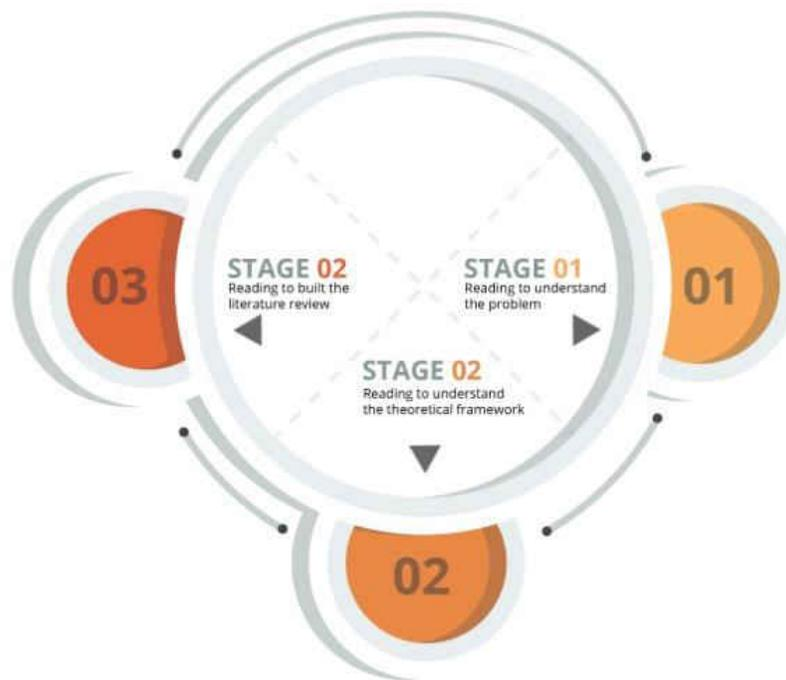 STAGE 02
Reading to built the
literature review
STAGE 01
Reading to understand
the problem
03
01
STAGE 02
Reading to understand
the theoretical framework
02